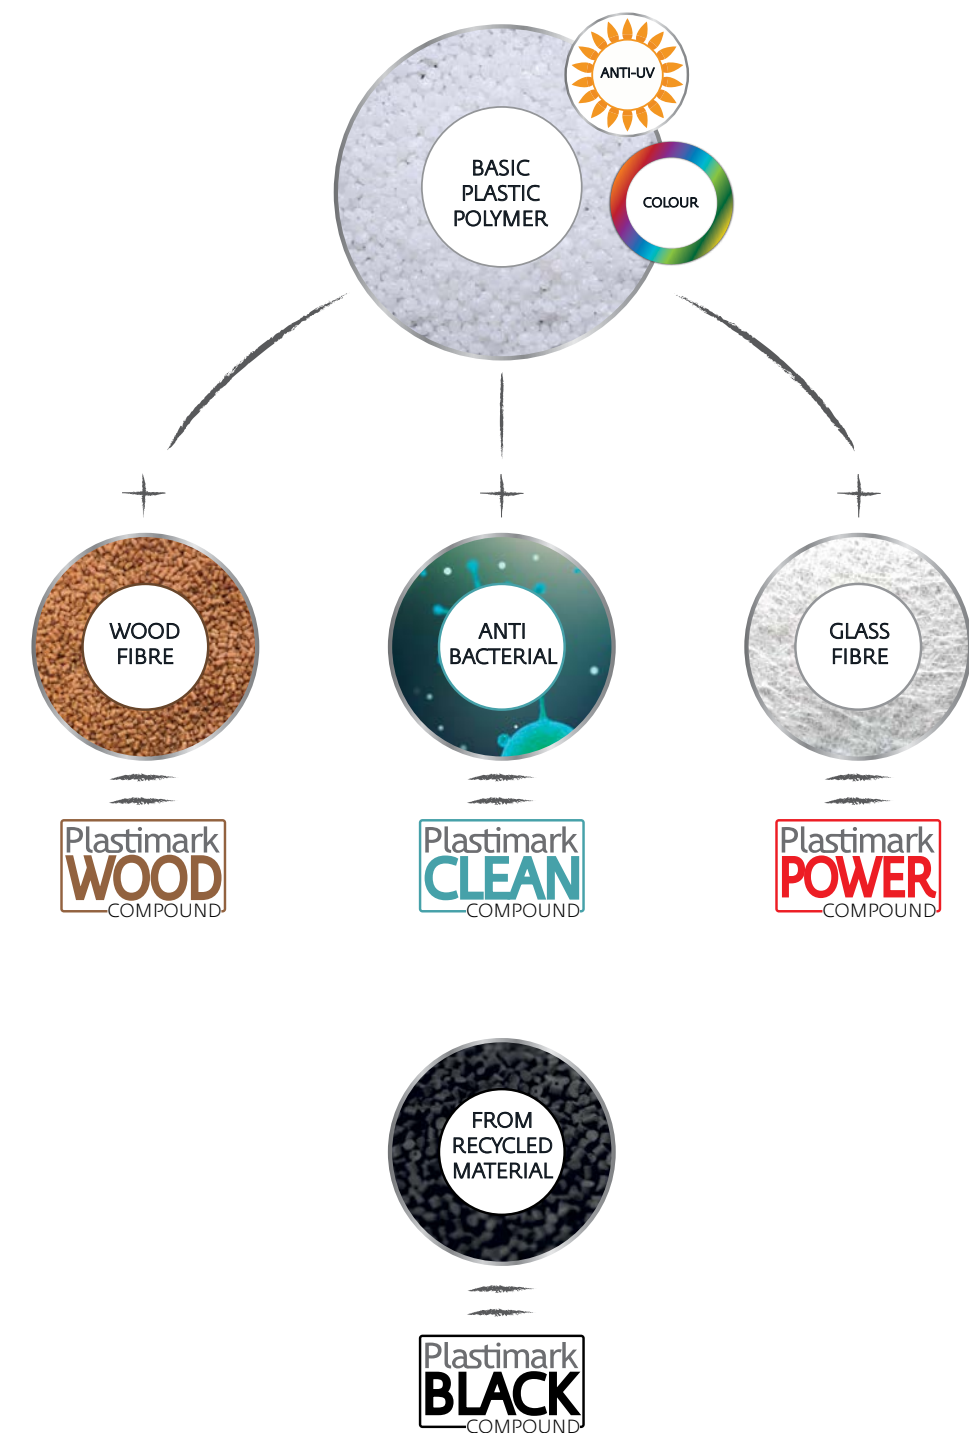 ANTI-UV
BASIC
PLASTIC
POLYMER
COLOUR
WOOD
FIBRE
ANTI
BACTERIAL
GLASS
FIBRE
Plastimark
WOOD
COMPOUND
Plastimark
CLEAN
COMPOUND
Plastimark
POWER
COMPOUND
FROM
RECYCLED
MATERIAL
Plastimark
BLACK
COMPOUND